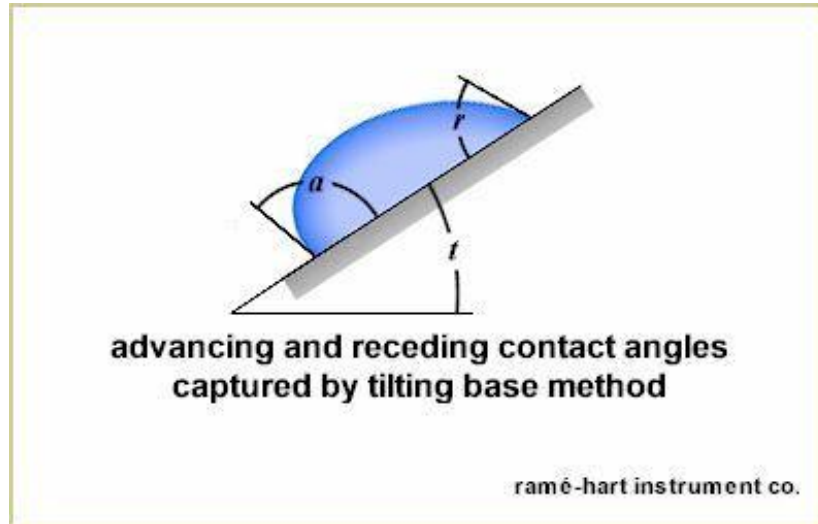 r
a
t
advancing and receding contact angles
captured by tilting base method
ramé-hart instrument co.